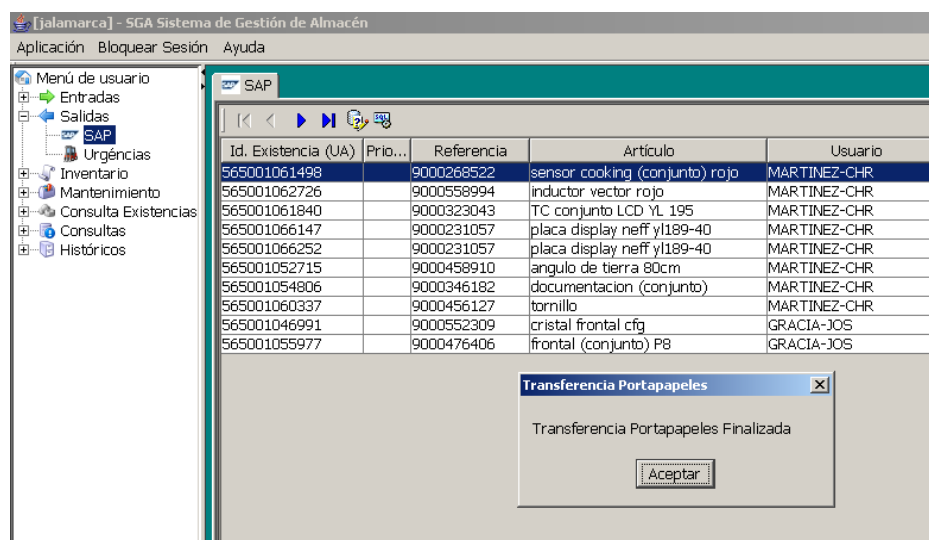 [jalamarca] - SGA Sistema de Gestión de Almacén
Aplicación Bloquear Sesión Ayuda
Menú de usuario
Entradas
Salidas
SAP
Urgéncias
Inventario
Mantenimiento
Consulta Existencias
Consultas
Históricos
SAP
Id. Existencia (UA) Prio... Referencia Artículo Usuario
565001061498 9000268522 sensor cooking (conjunto) rojo MARTINEZ-CHR
565001062726 9000558994 inductor vector rojo MARTINEZ-CHR
565001061840 9000323043 TC conjunto LCD YL 195 MARTINEZ-CHR
565001066147 9000231057 placa display neff yl189-40 MARTINEZ-CHR
565001066252 9000231057 placa display neff yl189-40 MARTINEZ-CHR
565001052715 9000458910 angulo de tierra 80cm MARTINEZ-CHR
565001054806 9000346182 documentacion (conjunto) MARTINEZ-CHR
565001060337 9000456127 tornillo MARTINEZ-CHR
565001046991 9000552309 cristal frontal cfg GRACIA-JOS
565001055977 9000476406 frontal (conjunto) P8 GRACIA-JOS
Transferencia Portapapeles
Transferencia Portapapeles Finalizada
Aceptar